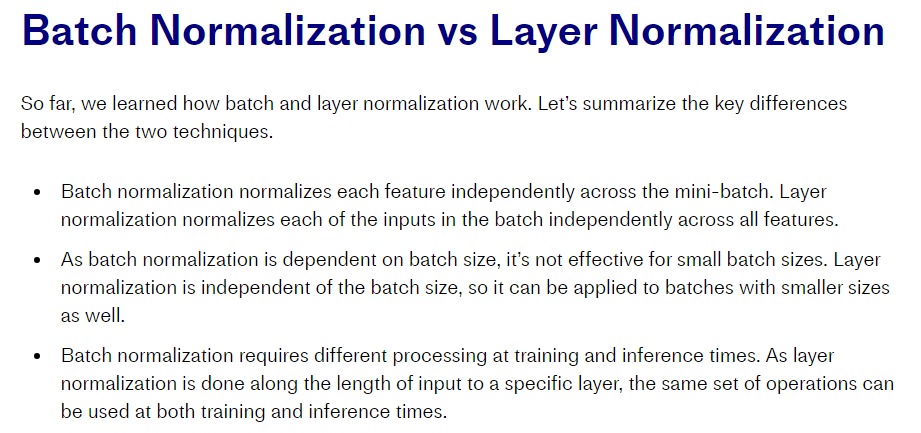 Batch Normalization vs Layer Normalization
So far, we learned how batch and layer normalization work. Let’s summarize the key differences
between the two techniques.
• Batch normalization normalizes each feature independently across the mini-batch. Layer
normalization normalizes each of the inputs in the batch independently across all features.
• As batch normalization is dependent on batch size, it’s not effective for small batch sizes. Layer
normalization is independent of the batch size, so it can be applied to batches with smaller sizes
as well.
• Batch normalization requires different processing at training and inference times. As layer
normalization is done along the length of input to a specific layer, the same set of operations can
be used at both training and inference times.